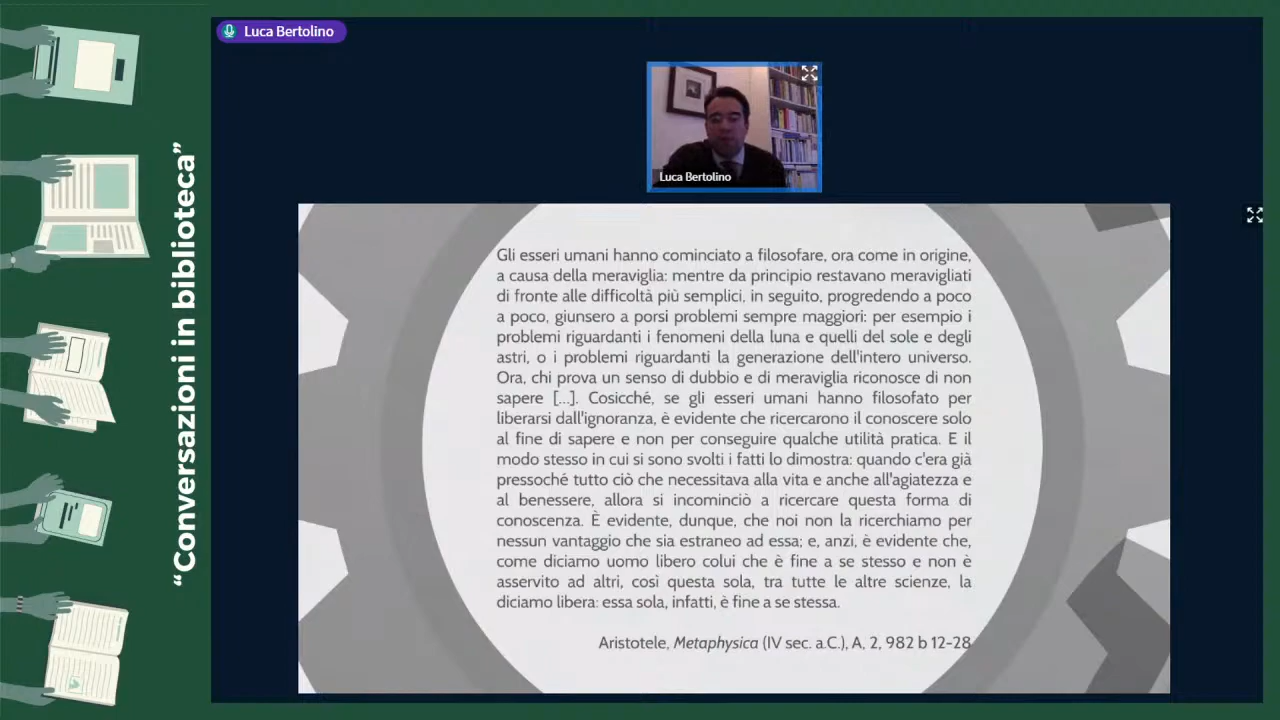 Luca Bertolino
Luca Bertolino
“Conversazioni in biblioteca”
Gli esseri umani hanno cominciato a filosofare, ora come in origine,
a causa della meraviglia: mentre da principio restavano meravigliati
di fronte alle difficoltà più semplici, in seguito, progredendo a poco
a poco, giunsero a porsi problemi sempre maggiori: per esempio i
problemi riguardanti i fenomeni della luna e quelli del sole e degli
astri, o i problemi riguardanti la generazione dell'intero universo.
Ora, chi prova un senso di dubbio e di meraviglia riconosce di non
sapere [...]. Cosicché, se gli esseri umani hanno filosofato per
liberarsi dall'ignoranza, è evidente che ricercarono il conoscere solo
al fine di sapere e non per conseguire qualche utilità pratica. E il
modo stesso in cui si sono svolti i fatti lo dimostra: quando c'era già
pressoché tutto ciò che necessitava alla vita e anche all'agiatezza e
al benessere, allora si incominciò a ricercare questa forma di
conoscenza. È evidente, dunque, che noi non la ricerchiamo per
nessun vantaggio che sia estraneo ad essa; e, anzi, è evidente che,
come diciamo uomo libero colui che è fine a se stesso e non è
asservito ad altri, così questa sola, tra tutte le altre scienze, la
diciamo libera: essa sola, infatti, è fine a se stessa.
Aristotele, Metaphysica (IV sec. a.C.), A, 2, 982 b 12-28